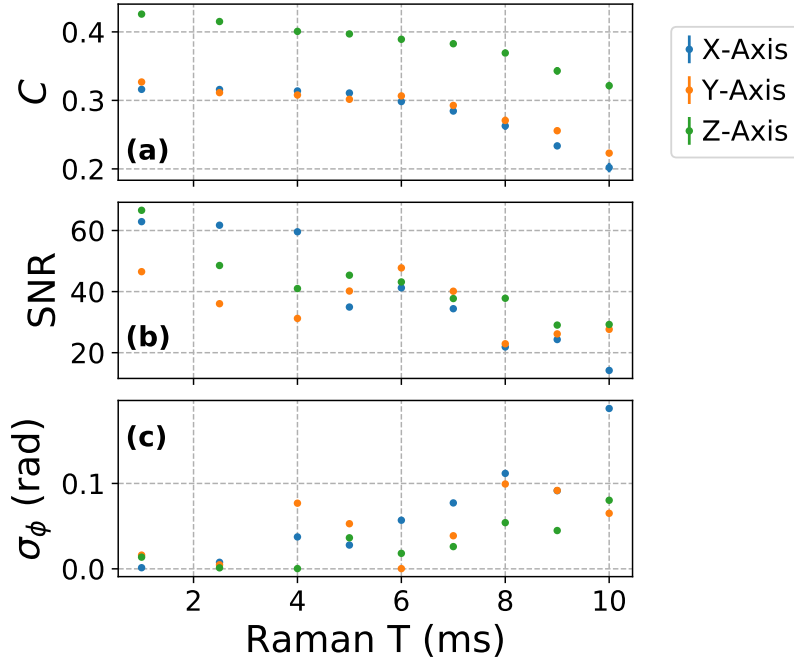 0.4
0.3
0.2
C
(a)
X-Axis
Y-Axis
Z-Axis
60
40
20
SNR
(b)
0.1
0.0
σϕ (rad)
(c)
2 4 6 8 10
Raman T (ms)